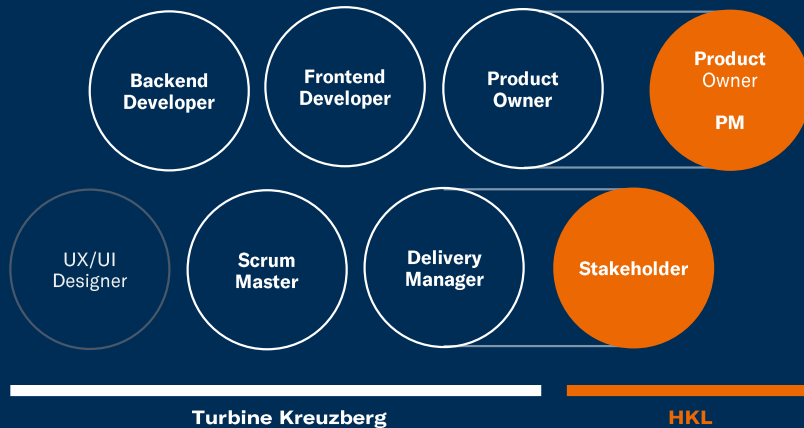 Backend
Developer
Frontend
Developer
Product
Owner
Product
Owner
PM
UX/UI
Designer
Scrum
Master
Delivery
Manager
Stakeholder
Turbine Kreuzberg
HKL